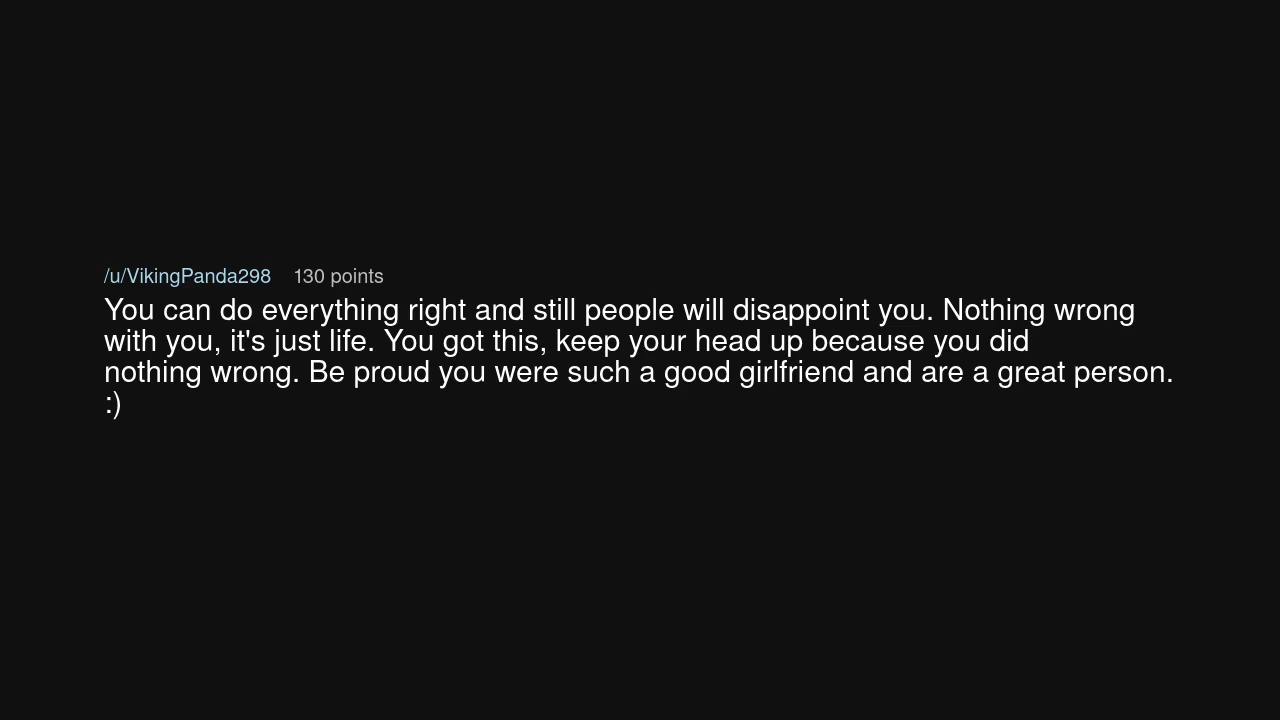 /u/VikingPanda298 130 points
You can do everything right and still people will disappoint you. Nothing wrong
with you, it's just life. You got this, keep your head up because you did
nothing wrong. Be proud you were such a good girlfriend and are a great person.
:)